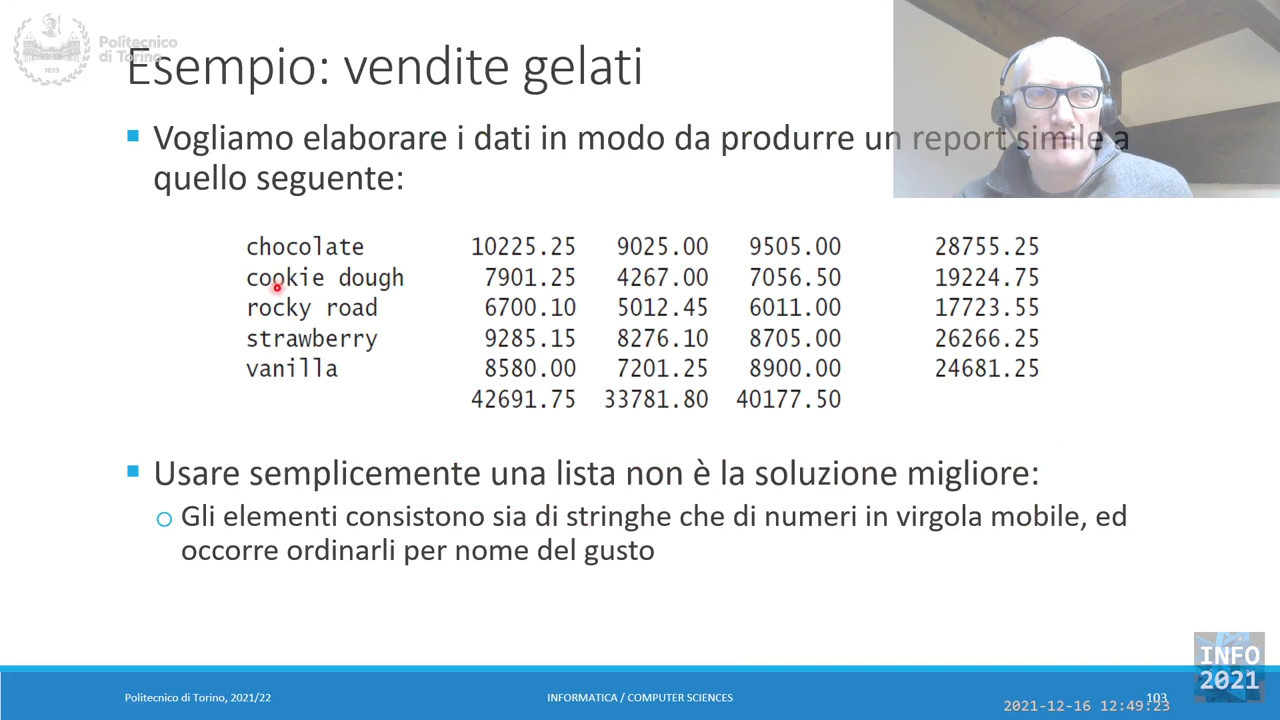 Politecnico
di Torino
1859
Esempio: vendite gelati
Vogliamo elaborare i dati in modo da produrre un report simile a
quello seguente:
chocolate 10225.25 9025.00 9505.00 28755.25
cookie dough 7901.25 4267.00 7056.50 19224.75
rocky road 6700.10 5012.45 6011.00 17723.55
strawberry 9285.15 8276.10 8705.00 26266.25
vanilla 8580.00 7201.25 8900.00 24681.25
42691.75 33781.80 40177.50
Usare semplicemente una lista non è la soluzione migliore:
Gli elementi consistono sia di stringhe che di numeri in virgola mobile, ed
occorre ordinarli per nome del gusto
INFO
2021
Politecnico di Torino, 2021/22 INFORMATICA / COMPUTER SCIENCES 103
2021-12-16 12:49:23